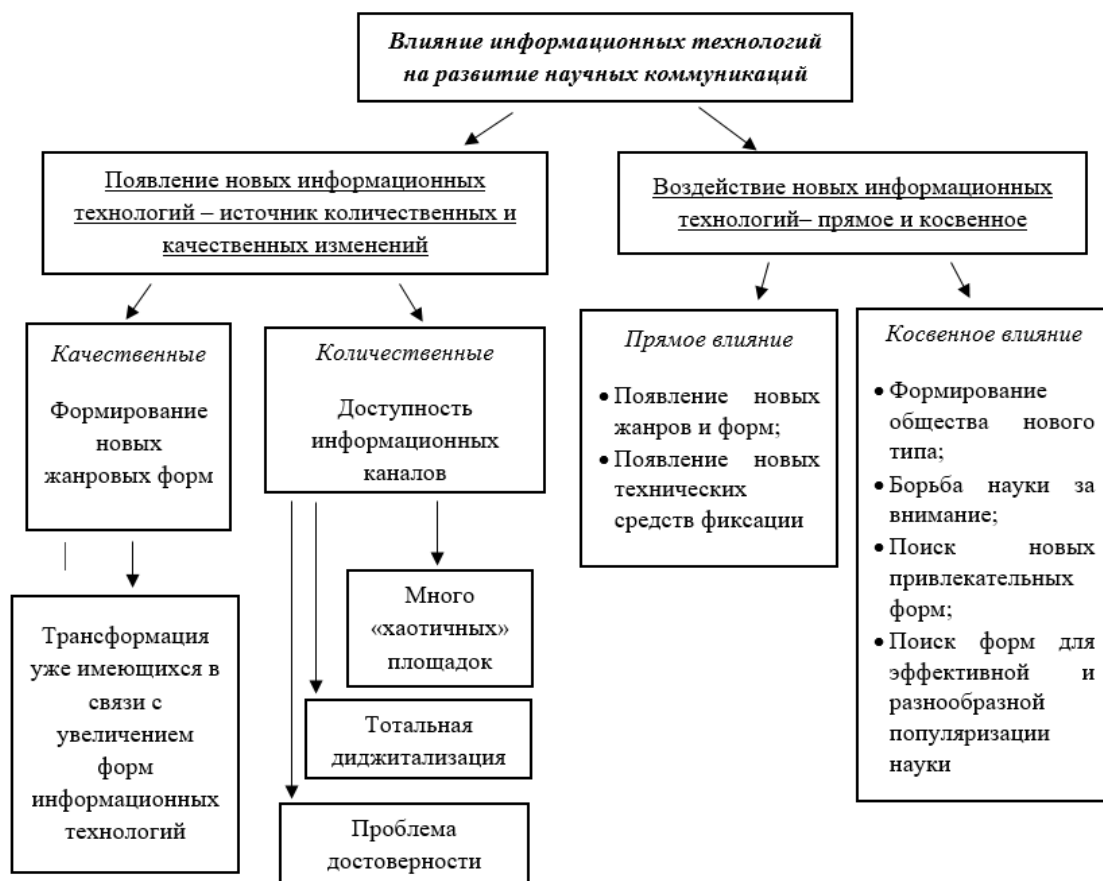 Влияние информационных технологий
на развитие научных коммуникаций
Появление новых информационных
технологий – источник количественных и
качественных изменений
Воздействие новых информационных
технологий– прямое и косвенное
Качественные
Формирование
новых
жанровых форм
Количественные
Доступность
информационных
каналов
Прямое влияние
• Появление новых
жанров и форм;
• Появление новых
технических
средств фиксации
Косвенное влияние
• Формирование
общества нового
типа;
• Борьба науки за
внимание;
• Поиск новых
привлекательных
форм;
• Поиск форм для
эффективной и
разнообразной
популяризации
науки
Трансформация
уже имеющихся в
связи с
увеличением
форм
информационных
технологий
Много
«хаотичных»
площадок
Тотальная
диджитализация
Проблема
достоверности